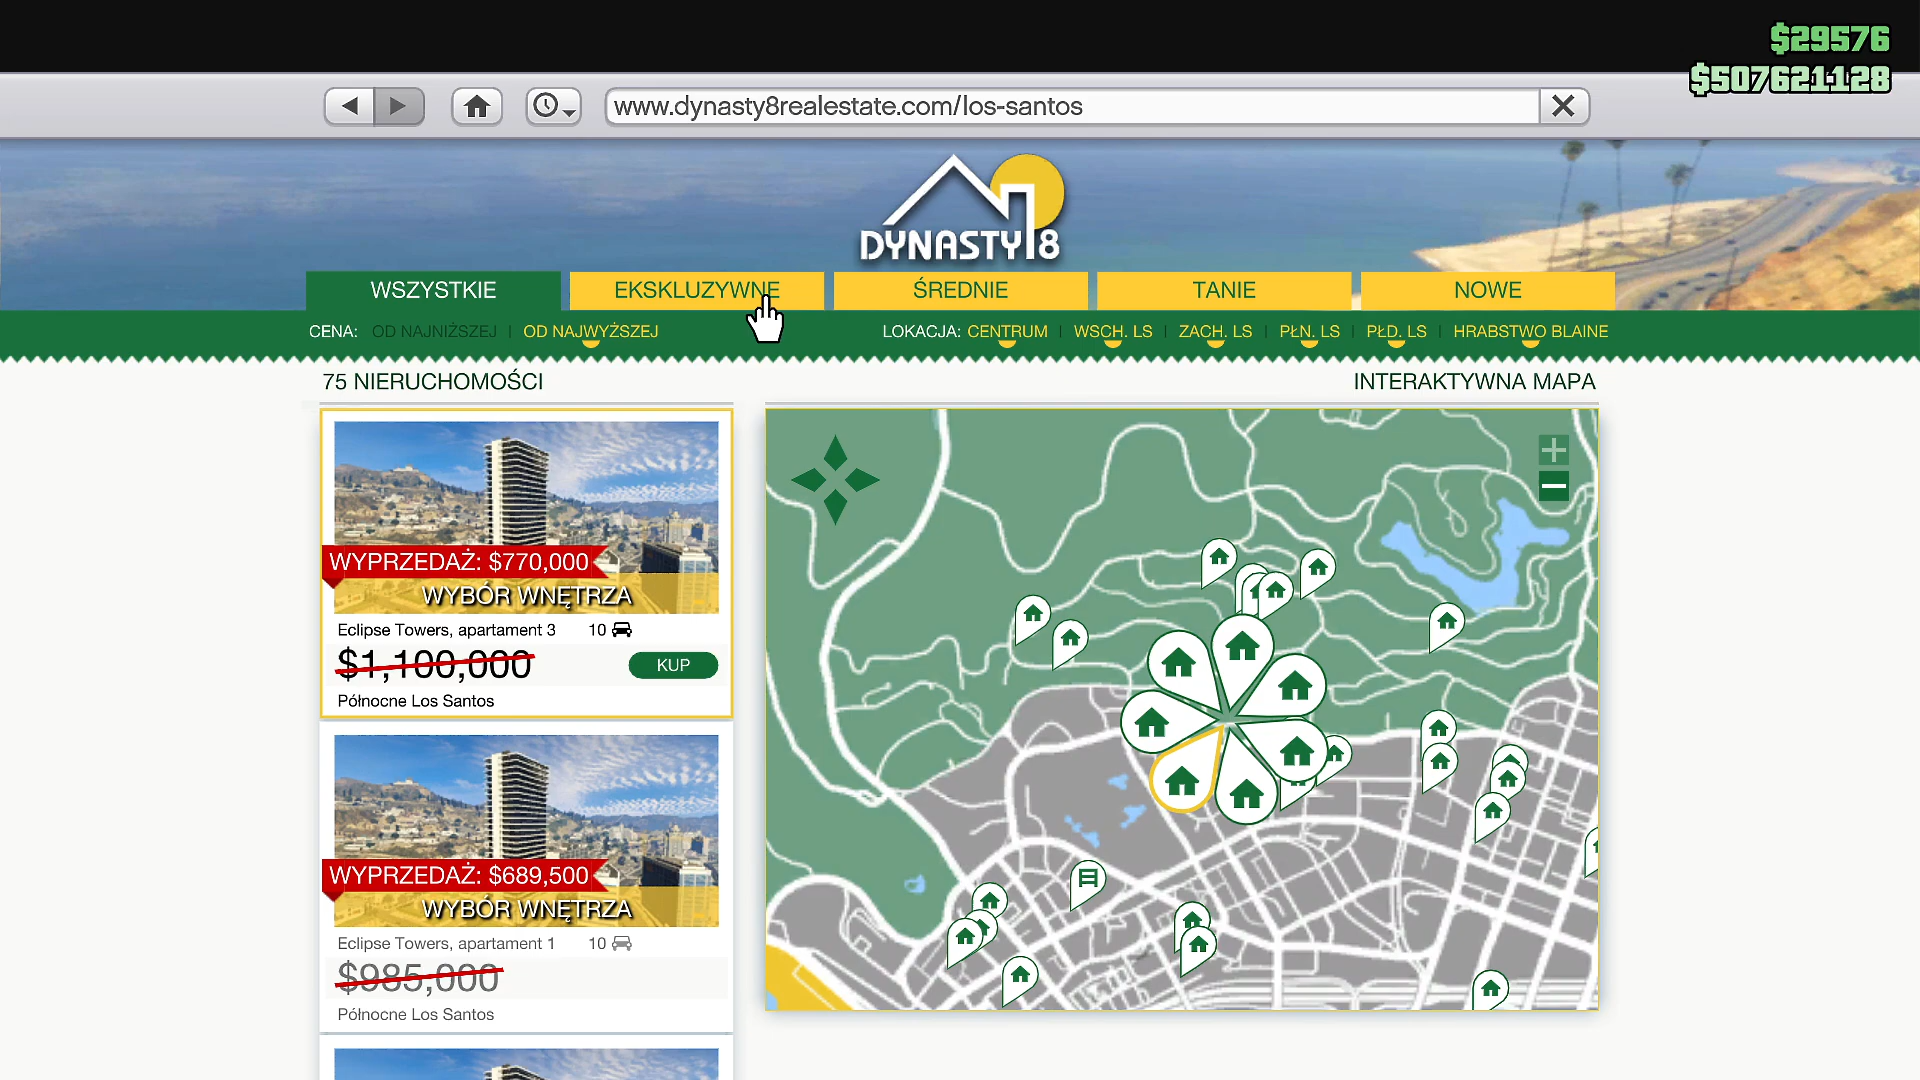 $29576
$507621128
www.dynasty8realestate.com/los-santos
DYNASTY 8
WSZYSTKIE
EKSKLUZYWNE
ŚREDNIE
TANIE
NOWE
CENA: OD NAJNIŻSZEJ | OD NAJWYŻSZEJ
LOKACJA: CENTRUM | WSCH. LS | ZACH. LS | PŁN. LS | PŁD. LS | HRABSTWO BLAINE
75 NIERUCHOMOŚCI
INTERAKTYWNA MAPA
WYPRZEDAŻ: $770,000
WYBÓR WNĘTRZA
Eclipse Towers, apartament 3 10
$1,100,000
KUP
Północne Los Santos
WYPRZEDAŻ: $689,500
WYBÓR WNĘTRZA
Eclipse Towers, apartament 1 10
$985,000
Północne Los Santos